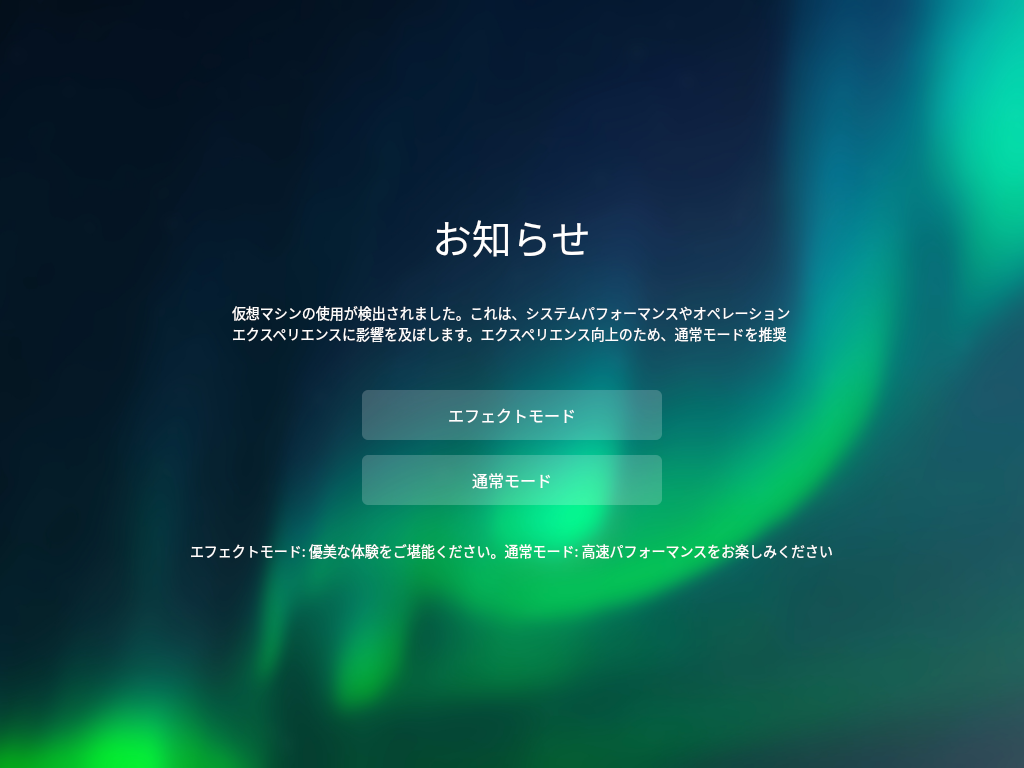 お知らせ
仮想マシンの使用が検出されました。これは、システムパフォーマンスやオペレーション
エクスペリエンスに影響を及ぼします。エクスペリエンス向上のため、通常モードを推奨
エフェクトモード
通常モード
エフェクトモード: 優美な体験をご堪能ください。通常モード: 高速パフォーマンスをお楽しみください